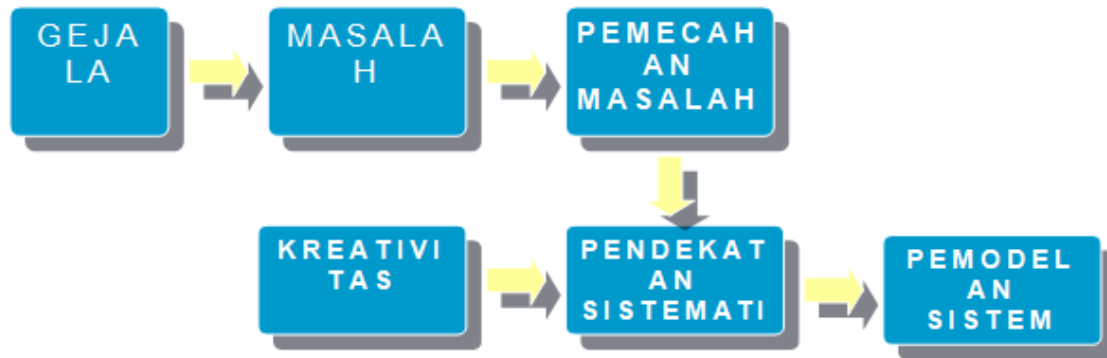 GEJA
LA
MASALA
H
PEMECAH
AN
MASALAH
KREATIVI
TAS
PENDEKAT
AN
SISTEMATI
PEMODEL
AN
SISTEM